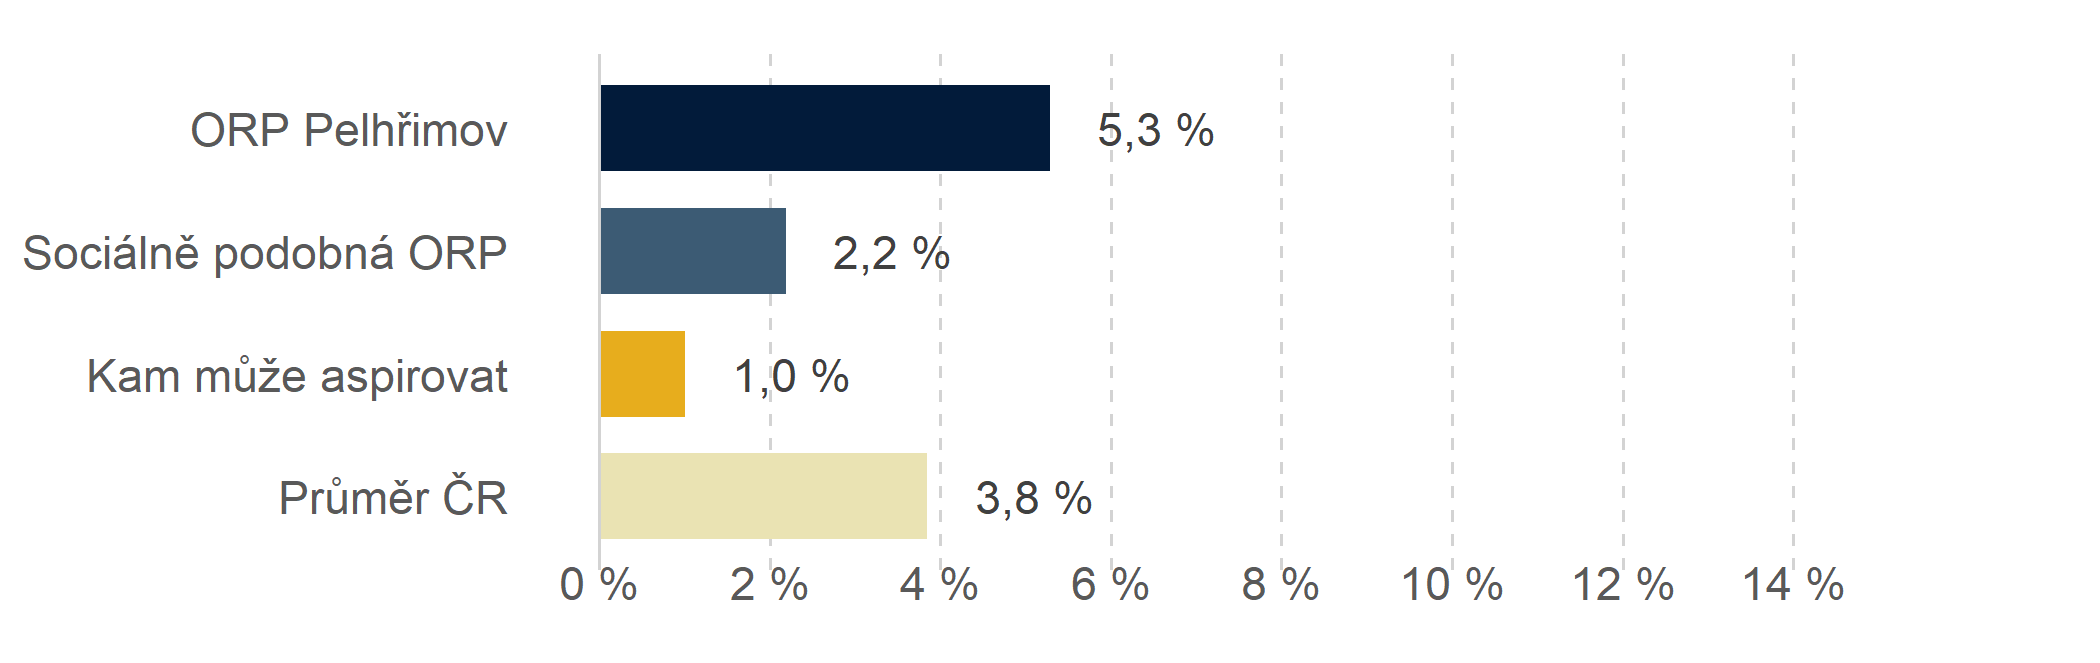 ORP Pelhřimov
5,3 %
Sociálně podobná ORP
2,2 %
Kam může aspirovat
1,0 %
Průměr ČR
3,8 %
0 % 2 % 4 % 6 % 8 % 10 % 12 % 14 %